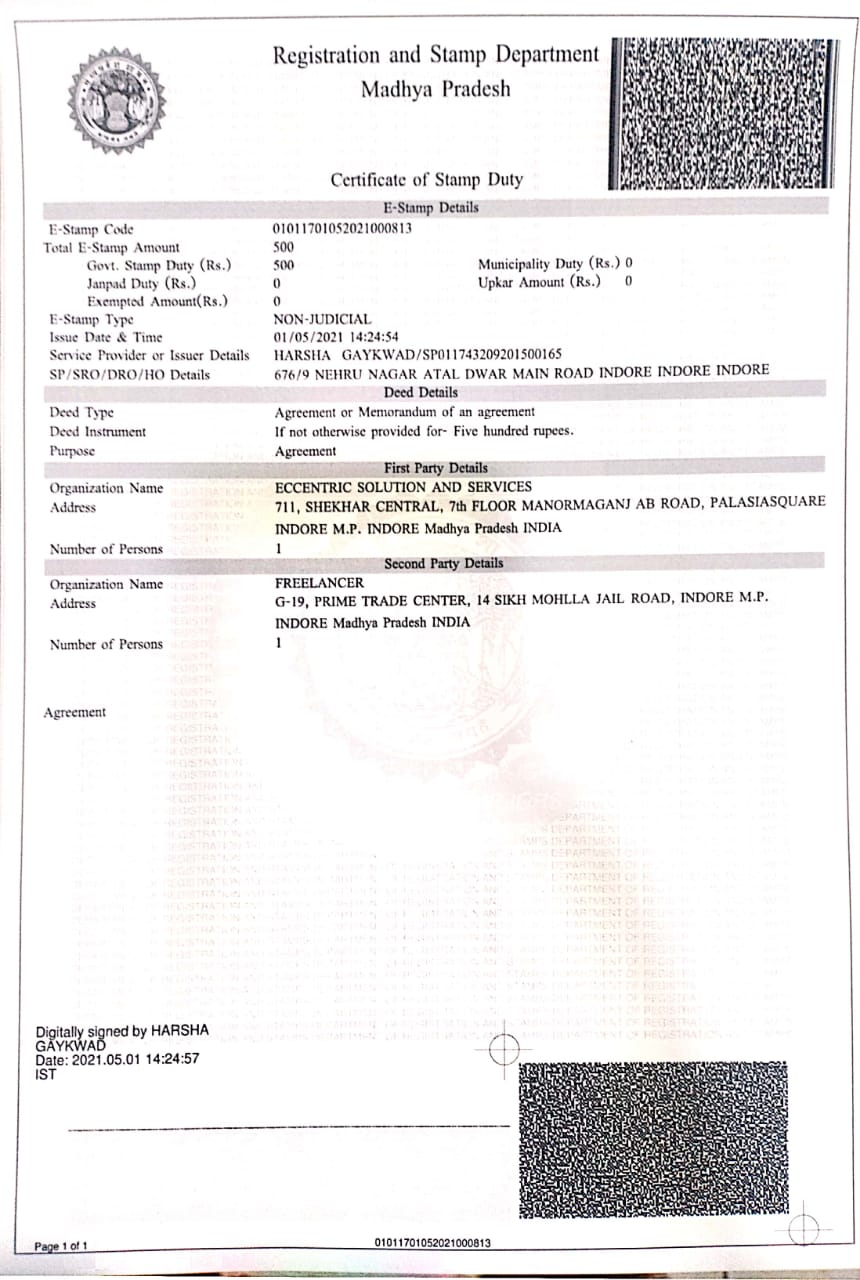 Registration and Stamp Department
Madhya Pradesh
Certificate of Stamp Duty
E-Stamp Details
E-Stamp Code 01011701052021000813
Total E-Stamp Amount 500
Govt. Stamp Duty (Rs.) 500 Municipality Duty (Rs.) 0
Janpad Duty (Rs.) 0 Upkar Amount (Rs.) 0
Exempted Amount(Rs.) 0
E-Stamp Type NON-JUDICIAL
Issue Date & Time 01/05/2021 14:24:54
Service Provider or Issuer Details HARSHA GAYKWAD/SP011743209201500165
SP/SRO/DRO/HO Details 676/9 NEHRU NAGAR ATAL DWAR MAIN ROAD INDORE INDORE INDORE
Deed Details
Deed Type Agreement or Memorandum of an agreement
Deed Instrument If not otherwise provided for- Five hundred rupees.
Purpose Agreement
First Party Details
Organization Name ECCENTRIC SOLUTION AND SERVICES
Address 711, SHEKHAR CENTRAL, 7th FLOOR MANORMAGANJ AB ROAD, PALASIASQUARE
INDORE M.P. INDORE Madhya Pradesh INDIA
Number of Persons 1
Second Party Details
Organization Name FREELANCER
Address G-19, PRIME TRADE CENTER, 14 SIKH MOHLLA JAIL ROAD, INDORE M.P.
INDORE Madhya Pradesh INDIA
Number of Persons 1
Agreement
Digitally signed by HARSHA
GAYKWAD
Date: 2021.05.01 14:24:57
IST
Page 1 of 1 01011701052021000813